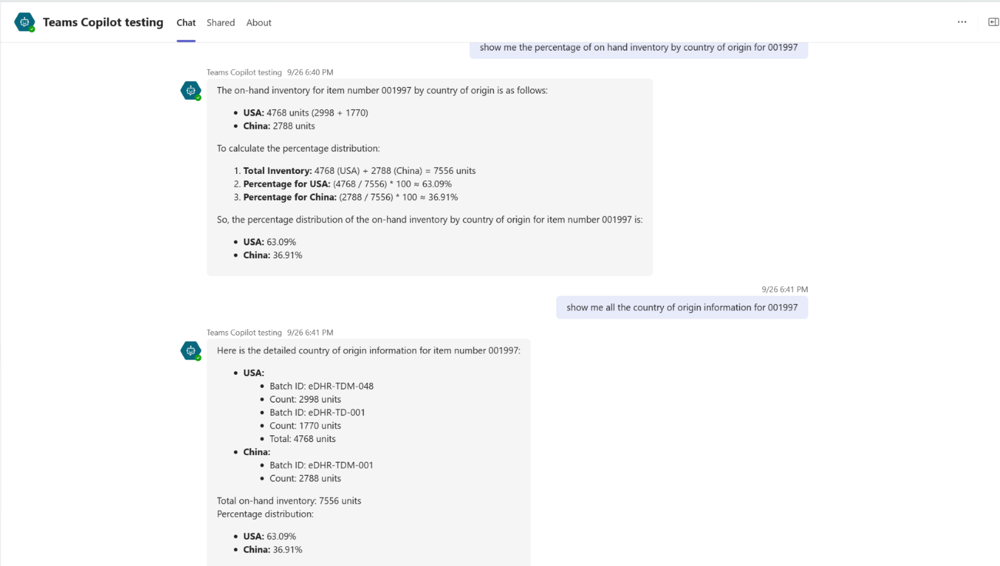 Teams Copilot testing Chat Shared About
show me the percentage of on hand inventory by country of origin for 001997
Teams Copilot testing 9/26 6:40 PM
The on-hand inventory for item number 001997 by country of origin is as follows:
• USA: 4768 units (2998 + 1770)
• China: 2788 units
To calculate the percentage distribution:
1. Total Inventory: 4768 (USA) + 2788 (China) = 7556 units
2. Percentage for USA: (4768 / 7556) * 100 ≈ 63.09%
3. Percentage for China: (2788 / 7556) * 100 ≈ 36.91%
So, the percentage distribution of the on-hand inventory by country of origin for item number 001997 is:
• USA: 63.09%
• China: 36.91%
9/26 6:41 PM
show me all the country of origin information for 001997
Teams Copilot testing 9/26 6:41 PM
Here is the detailed country of origin information for item number 001997:
• USA:
• Batch ID: eDHR-TDM-048
• Count: 2998 units
• Batch ID: eDHR-TD-001
• Count: 1770 units
• Total: 4768 units
• China:
• Batch ID: eDHR-TDM-001
• Count: 2788 units
Total on-hand inventory: 7556 units
Percentage distribution:
• USA: 63.09%
• China: 36.91%